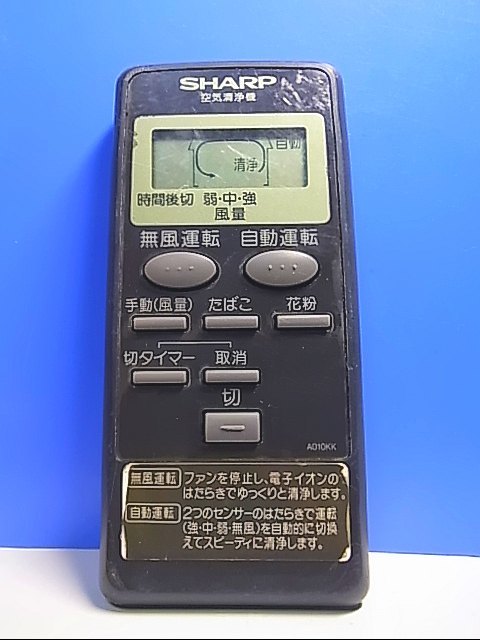 SHARP
空気清浄機
自動
清浄
時間後切 弱・中・強
風量
無風運転 自動運転
手動(風量) たばこ 花粉
切タイマー 取消
切
A010KK
無風運転 ファンを停止し、電子イオンの
はたらきでゆっくりと清浄します。
自動運転 2つのセンサーのはたらきで運転
(強・中・弱・無風)を自動的に切換
えてスピーディに清浄します。